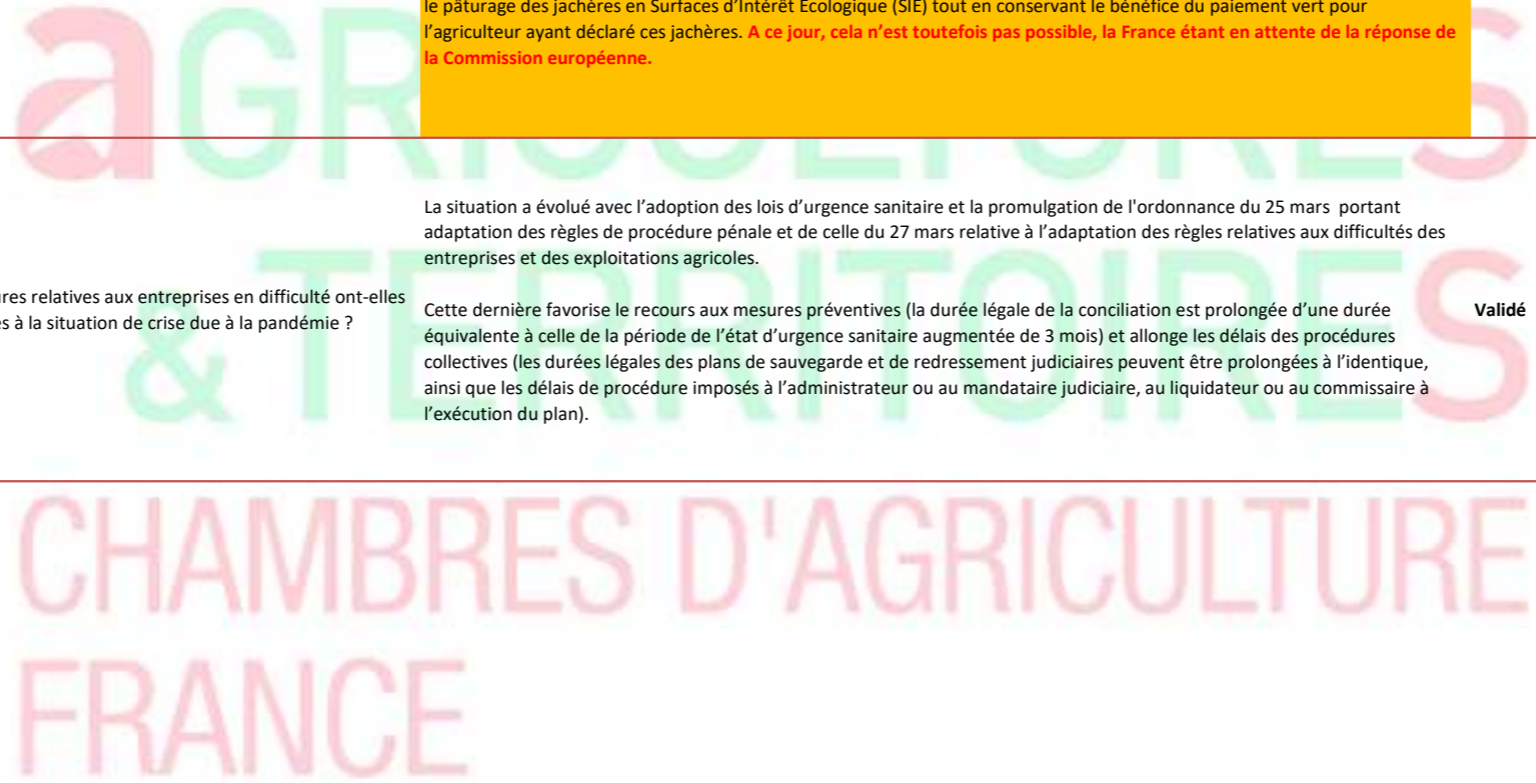 le pâturage des jachères en Surfaces d'Intérêt Ecologique (SIE) tout en conservant le bénéfice du paiement vert pour
l'agriculteur ayant déclaré ces jachères. A ce jour, cela n'est toutefois pas possible, la France étant en attente de la réponse de
la Commission européenne.
aGRICULTURES
& TERRITOIRES
La situation a évolué avec l'adoption des lois d'urgence sanitaire et la promulgation de l'ordonnance du 25 mars portant
adaptation des règles de procédure pénale et de celle du 27 mars relative à l'adaptation des règles relatives aux difficultés des
entreprises et des exploitations agricoles.
relatives aux entreprises en difficulté ont-elles
à la situation de crise due à la pandémie ?
Cette dernière favorise le recours aux mesures préventives (la durée légale de la conciliation est prolongée d'une durée
équivalente à celle de la période de l'état d'urgence sanitaire augmentée de 3 mois) et allonge les délais des procédures
collectives (les durées légales des plans de sauvegarde et de redressement judiciaires peuvent être prolongées à l'identique,
ainsi que les délais de procédure imposés à l'administrateur ou au mandataire judiciaire, au liquidateur ou au commissaire à
l'exécution du plan).
Validé
CHAMBRES D'AGRICULTURE
FRANCE